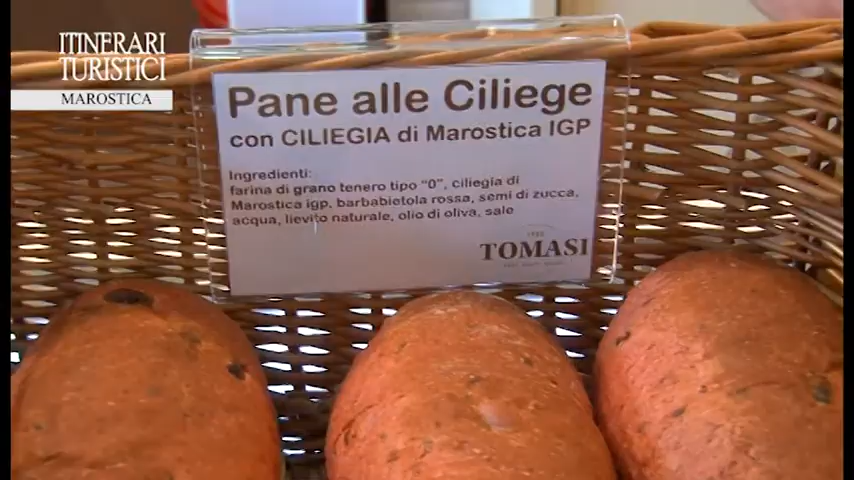 ITINERARI
TURISTICI
MAROSTICA
Pane alle Ciliege
con CILIEGIA di Marostica IGP
Ingredienti:
farina di grano tenero tipo "0", ciliegia di
Marostica igp, barbabietola rossa, semi di zucca,
acqua, lievito naturale, olio di oliva, sale
TOMASI